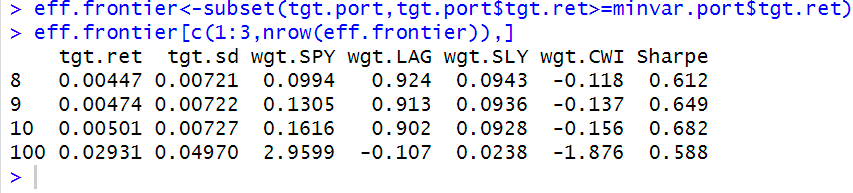 > eff.frontier<-subset(tgt.port,tgt.port$tgt.ret>=minvar.port$tgt.ret)
> eff.frontier[c(1:3,nrow(eff.frontier)),]
    tgt.ret  tgt.sd wgt.SPY wgt.LAG wgt.SLY wgt.CWI Sharpe
8   0.00447 0.00721  0.0994   0.924  0.0943  -0.118  0.612
9   0.00474 0.00722  0.1305   0.913  0.0936  -0.137  0.649
10  0.00501 0.00727  0.1616   0.902  0.0928  -0.156  0.682
100 0.02931 0.04970  2.9599  -0.107  0.0238  -1.876  0.588
>